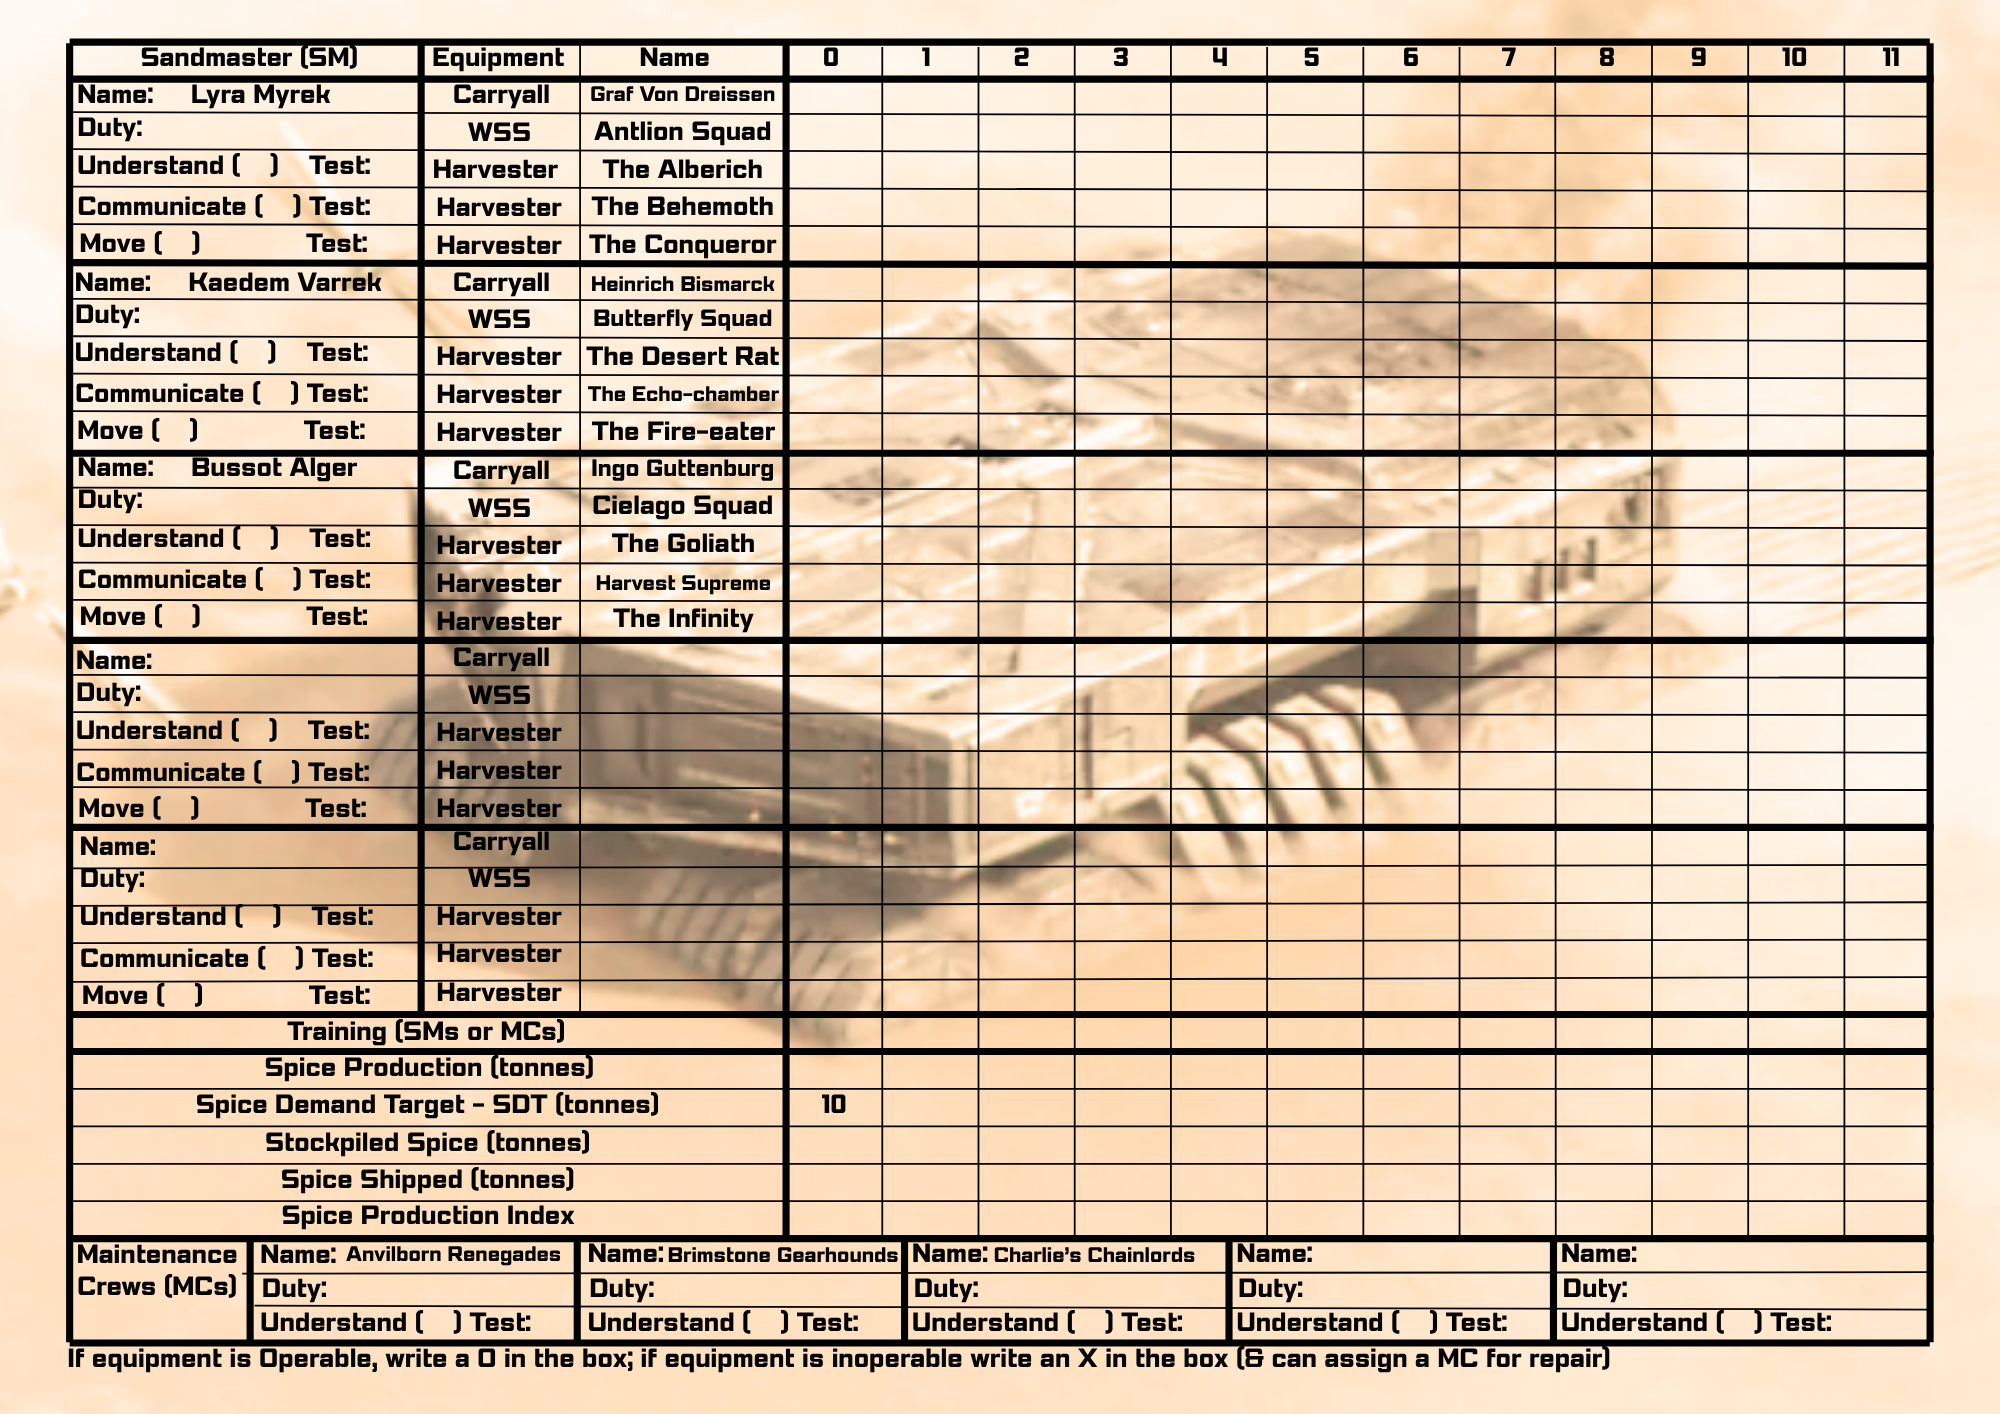 Sandmaster (SM) Equipment Name 0 1 2 3 4 5 6 7 8 9 10 11
Name: Lyra Myrek Carryall Graf Von Dreissen
Duty: WSS Antlion Squad
Understand ( ) Test: Harvester The Alberich
Communicate ( ) Test: Harvester The Behemoth
Move ( ) Test: Harvester The Conqueror
Name: Kaedem Varrek Carryall Heinrich Bismarck
Duty: WSS Butterfly Squad
Understand ( ) Test: Harvester The Desert Rat
Communicate ( ) Test: Harvester The Echo-chamber
Move ( ) Test: Harvester The Fire-eater
Name: Bussot Alger Carryall Ingo Guttenburg
Duty: WSS Cielago Squad
Understand ( ) Test: Harvester The Goliath
Communicate ( ) Test: Harvester Harvest Supreme
Move ( ) Test: Harvester The Infinity
Name: Carryall
Duty: WSS
Understand ( ) Test: Harvester
Communicate ( ) Test: Harvester
Move ( ) Test: Harvester
Name: Carryall
Duty: WSS
Understand ( ) Test: Harvester
Communicate ( ) Test: Harvester
Move ( ) Test: Harvester
Training (SMs or MCs)
Spice Production (tonnes)
Spice Demand Target - SDT (tonnes) 10
Stockpiled Spice (tonnes)
Spice Shipped (tonnes)
Spice Production Index
Maintenance Name: Anvilborn Renegades Name: Brimstone Gearhounds Name: Charlie's Chainlords Name: Name:
Crews (MCs) Duty: Duty: Duty: Duty: Duty:
Understand ( ) Test: Understand ( ) Test: Understand ( ) Test: Understand ( ) Test: Understand ( ) Test:
If equipment is Operable, write a O in the box; if equipment is inoperable write an X in the box (& can assign a MC for repair)